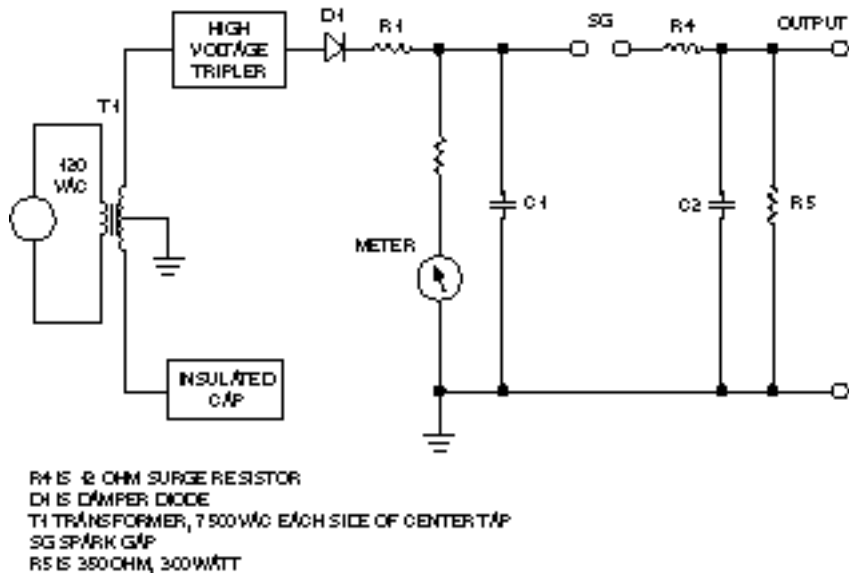 HIGH
VOLTAGE
TRIPLER
D1
R1
SG
R4
OUTPUT
T1
120
VAC
C1
C2
R5
METER
INSULATED
CAP
R4 IS 12 OHM SURGE RESISTOR
D1 IS DAMPER DIODE
T1 TRANSFORMER, 7500VAC EACH SIDE OF CENTER TAP
SG SPARK GAP
R5 IS 350 OHM, 300 WATT